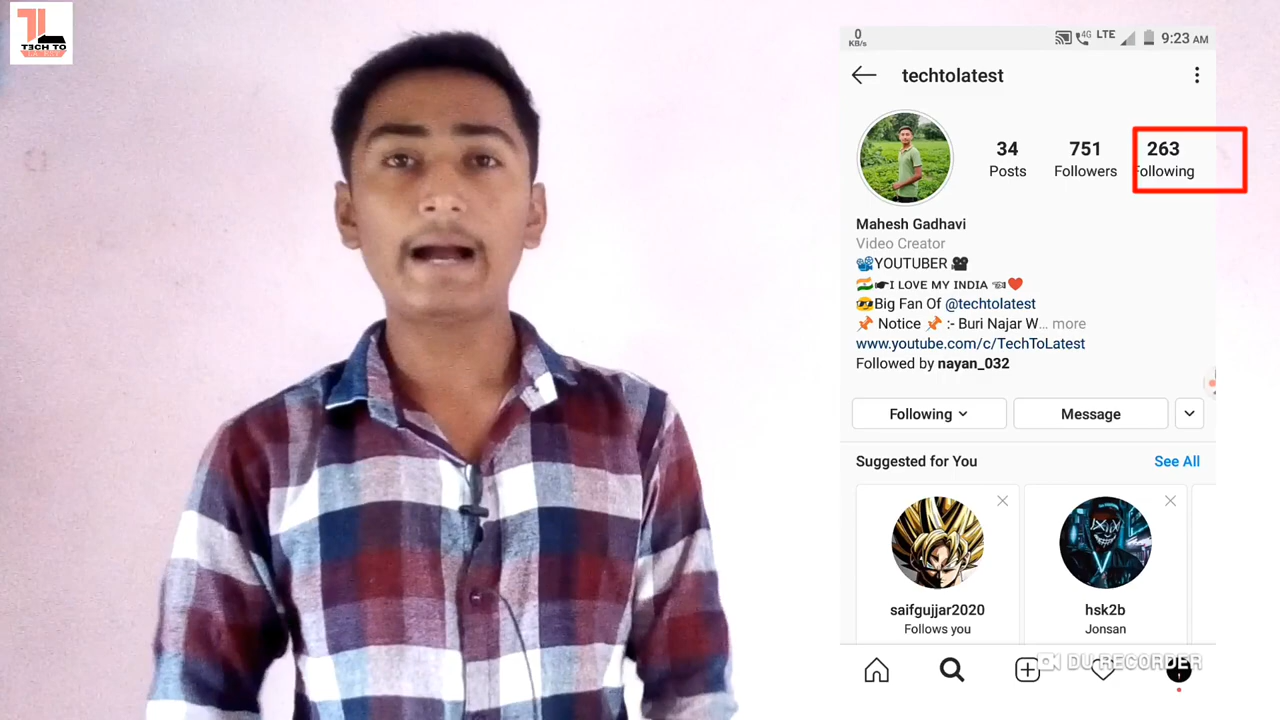 TL
TECH TO
0
KB/s
4G LTE 9:23 AM
techtolatest
34 751 263
Posts Followers Following
Mahesh Gadhavi
Video Creator
📽YOUTUBER 🎥
🇮🇳☛I LOVE MY INDIA ☜❤️
😎Big Fan Of @techtolatest
📌 Notice 📌 :- Buri Najar W… more
www.youtube.com/c/TechToLatest
Followed by nayan_032
Following Message
Suggested for You See All
saifgujjar2020 hsk2b
Follows you Jonsan
DU RECORDER